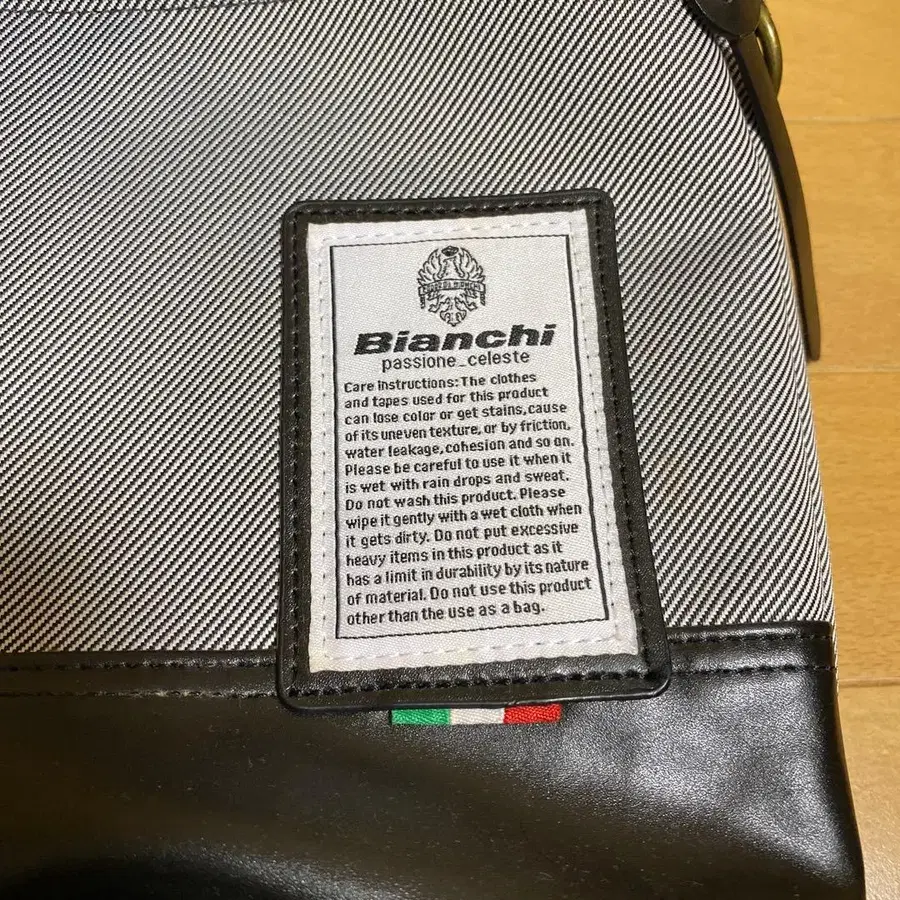 Bianchi
passione_celeste
Care Instructions: The clothes
and tapes used for this product
can lose color or get stains, cause
of its uneven texture, or by friction,
water leakage, cohesion and so on.
Please be careful to use it when it
is wet with rain drops and sweat.
Do not wash this product. Please
wipe it gently with a wet cloth when
it gets dirty. Do not put excessive
heavy items in this product as it
has a limit in durability by its nature
of material. Do not use this product
other than the use as a bag.